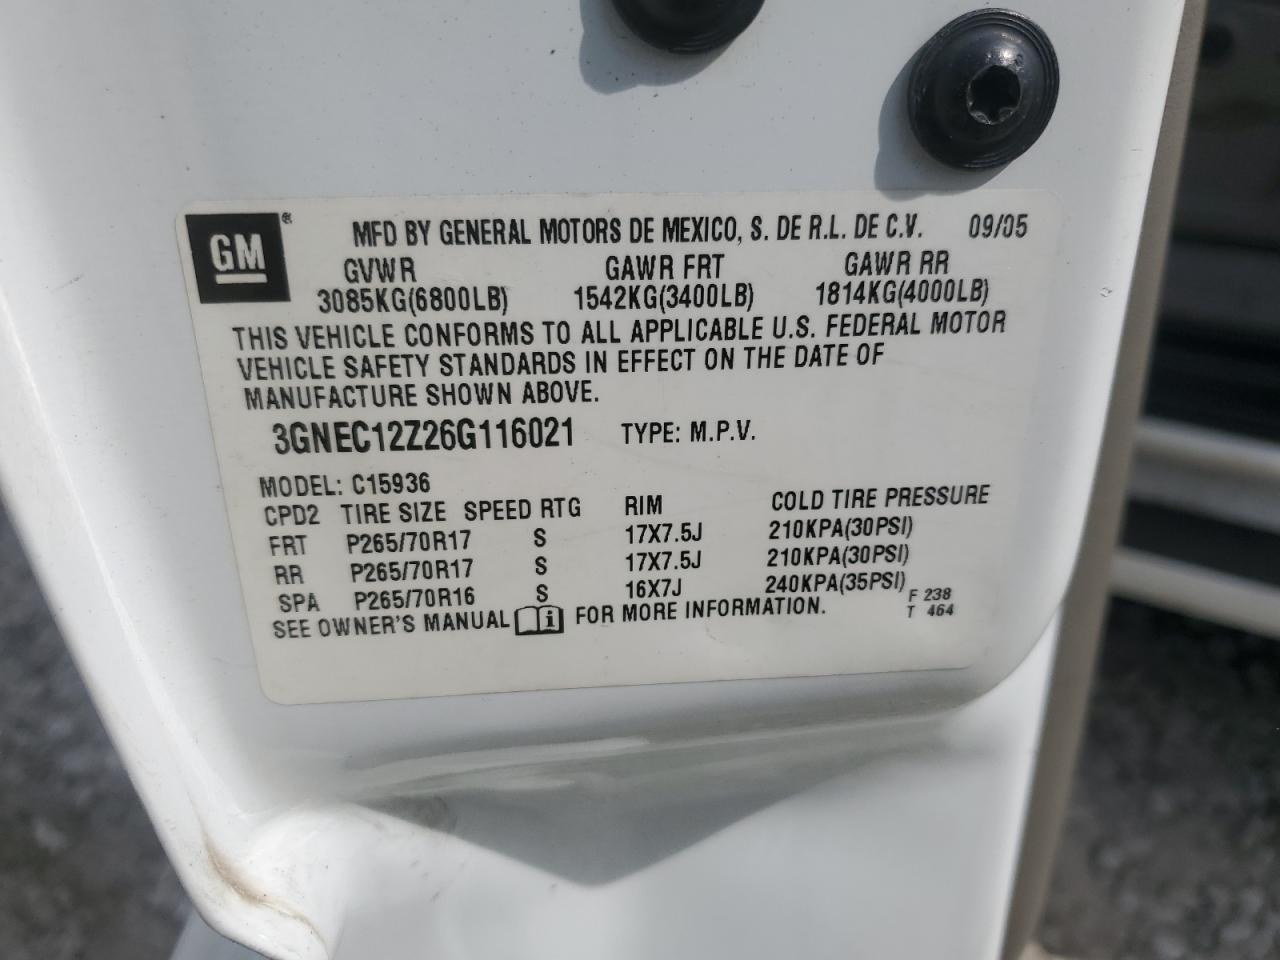 GM® MFD BY GENERAL MOTORS DE MEXICO, S. DE R.L. DE C.V. 09/05
GVWR GAWR FRT GAWR RR
3085KG(6800LB) 1542KG(3400LB) 1814KG(4000LB)
THIS VEHICLE CONFORMS TO ALL APPLICABLE U.S. FEDERAL MOTOR
VEHICLE SAFETY STANDARDS IN EFFECT ON THE DATE OF
MANUFACTURE SHOWN ABOVE.
3GNEC12Z26G116021 TYPE: M.P.V.
MODEL: C15936
CPD2 TIRE SIZE SPEED RTG RIM COLD TIRE PRESSURE
FRT P265/70R17 S 17X7.5J 210KPA(30PSI)
RR P265/70R17 S 17X7.5J 210KPA(30PSI)
SPA P265/70R16 S 16X7J 240KPA(35PSI) F 238
SEE OWNER'S MANUAL i FOR MORE INFORMATION. T 464